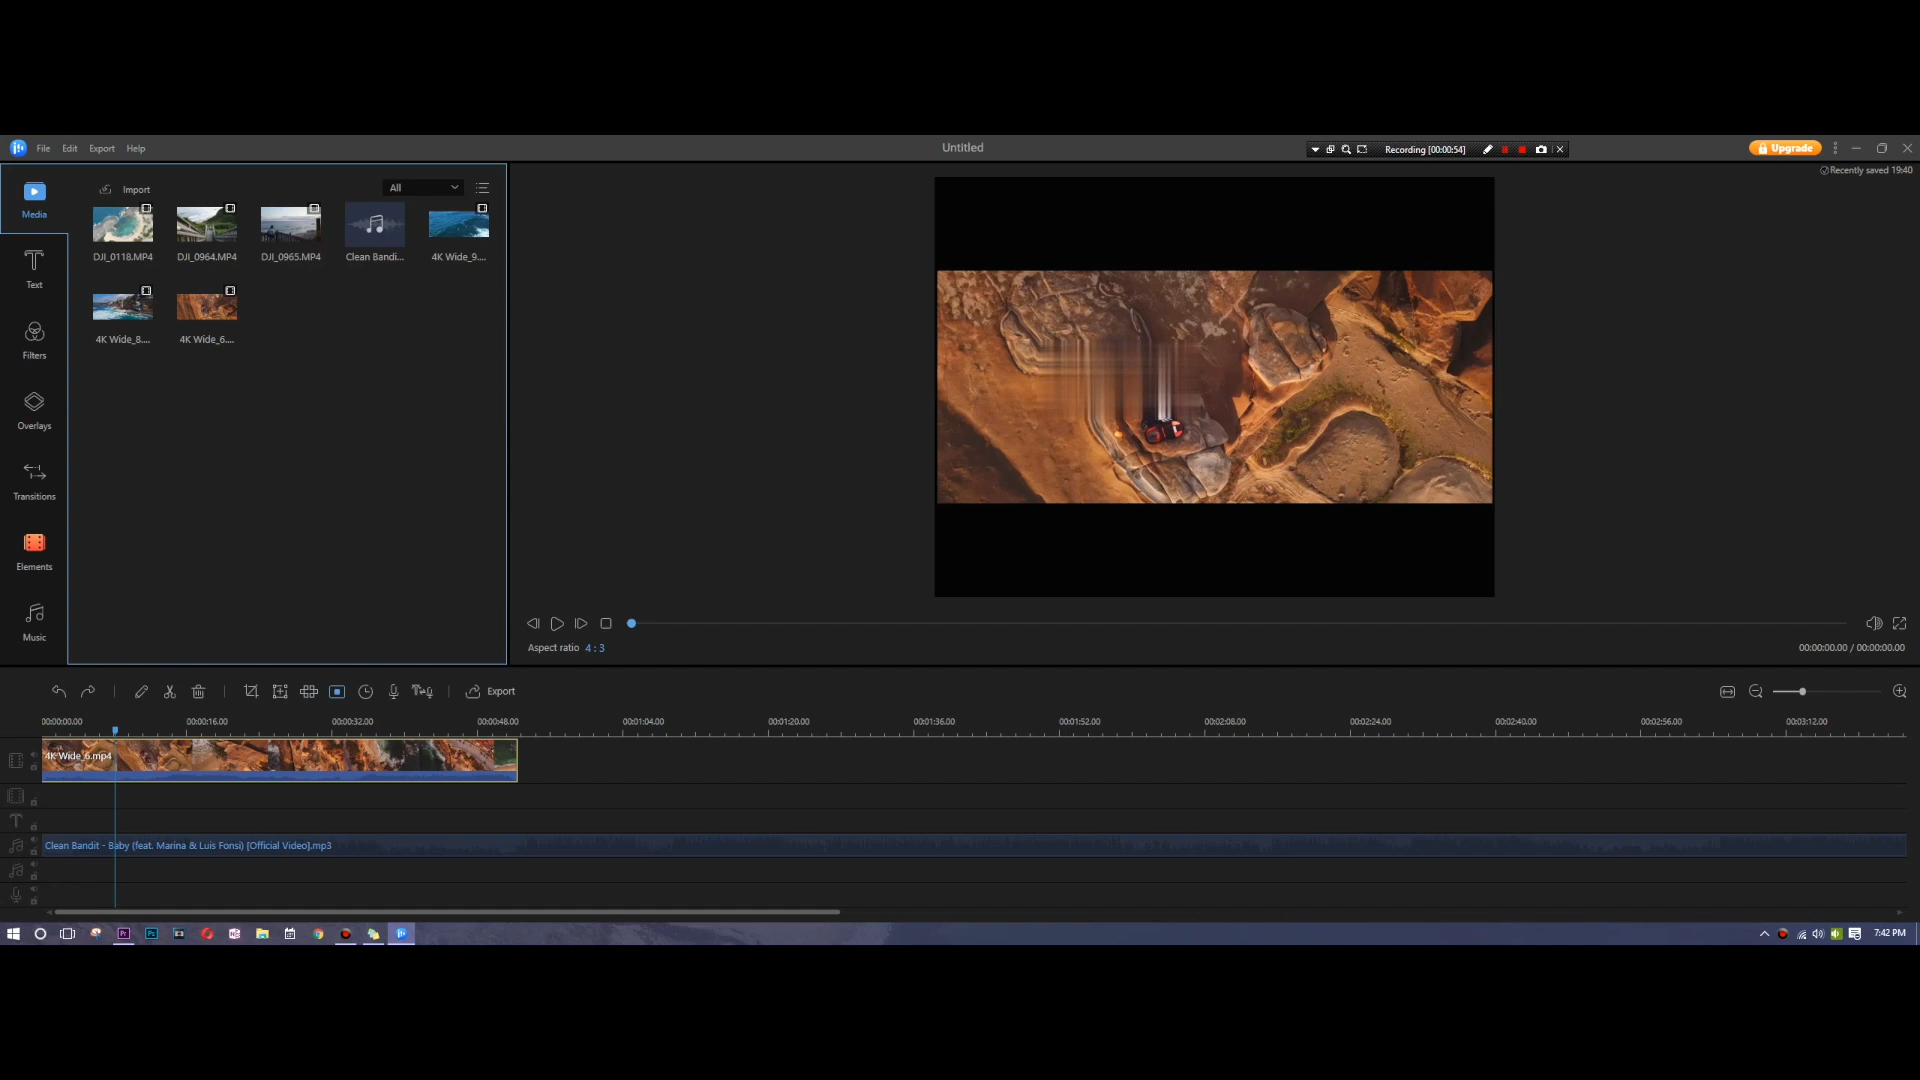 File Edit Export Help
Untitled
Recording [00:00:54]
Upgrade
Recently saved 19:40
Media
Text
Filters
Overlays
Transitions
Elements
Music
Import
All
DJI_0118.MP4 DJI_0964.MP4 DJI_0965.MP4 Clean Bandi... 4K Wide_9....
4K Wide_8.... 4K Wide_6....
Aspect ratio 4 : 3
00:00:00.00 / 00:00:00.00
Export
00:00:00.00 00:00:16.00 00:00:32.00 00:00:48.00 00:01:04.00 00:01:20.00 00:01:36.00 00:01:52.00 00:02:08.00 00:02:24.00 00:02:40.00 00:02:56.00 00:03:12.00
4K Wide_6.mp4
Clean Bandit - Baby (feat. Marina & Luis Fonsi) [Official Video].mp3
Pr Ps
7:42 PM